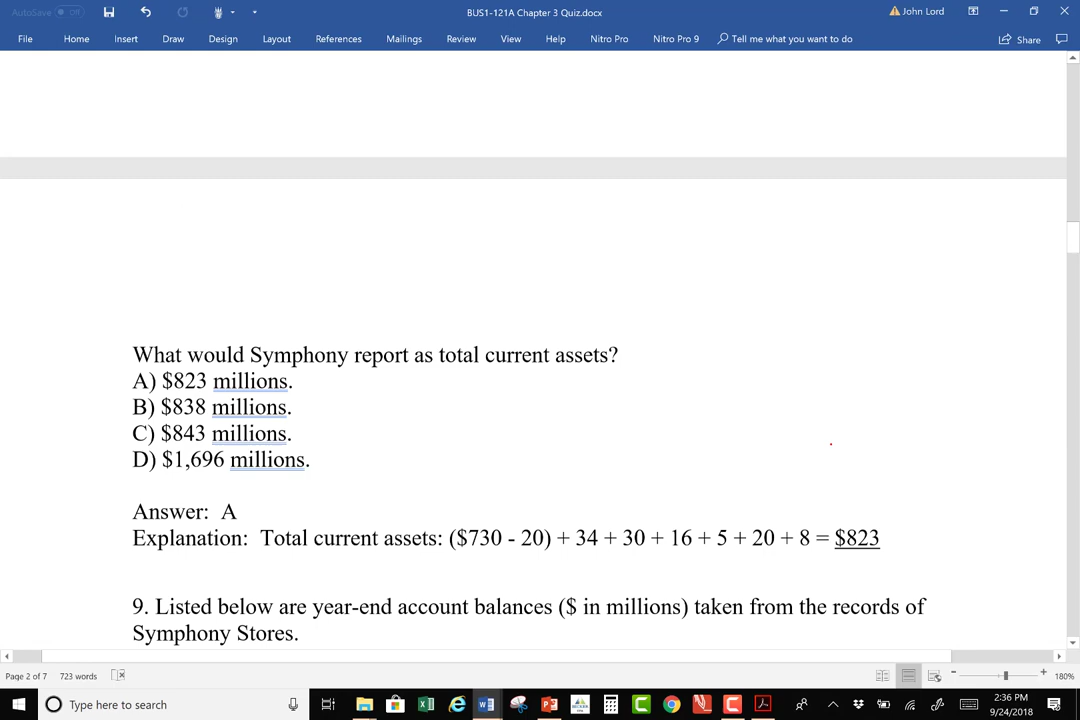 AutoSave Off
BUS1-121A Chapter 3 Quiz.docx
John Lord
File Home Insert Draw Design Layout References Mailings Review View Help Nitro Pro Nitro Pro 9 Tell me what you want to do
Share
What would Symphony report as total current assets?
A) $823 millions.
B) $838 millions.
C) $843 millions.
D) $1,696 millions.
Answer: A
Explanation: Total current assets: ($730 - 20) + 34 + 30 + 16 + 5 + 20 + 8 = $823
9. Listed below are year-end account balances ($ in millions) taken from the records of
Symphony Stores.
Page 2 of 7 723 words
180%
Type here to search
2:36 PM
9/24/2018